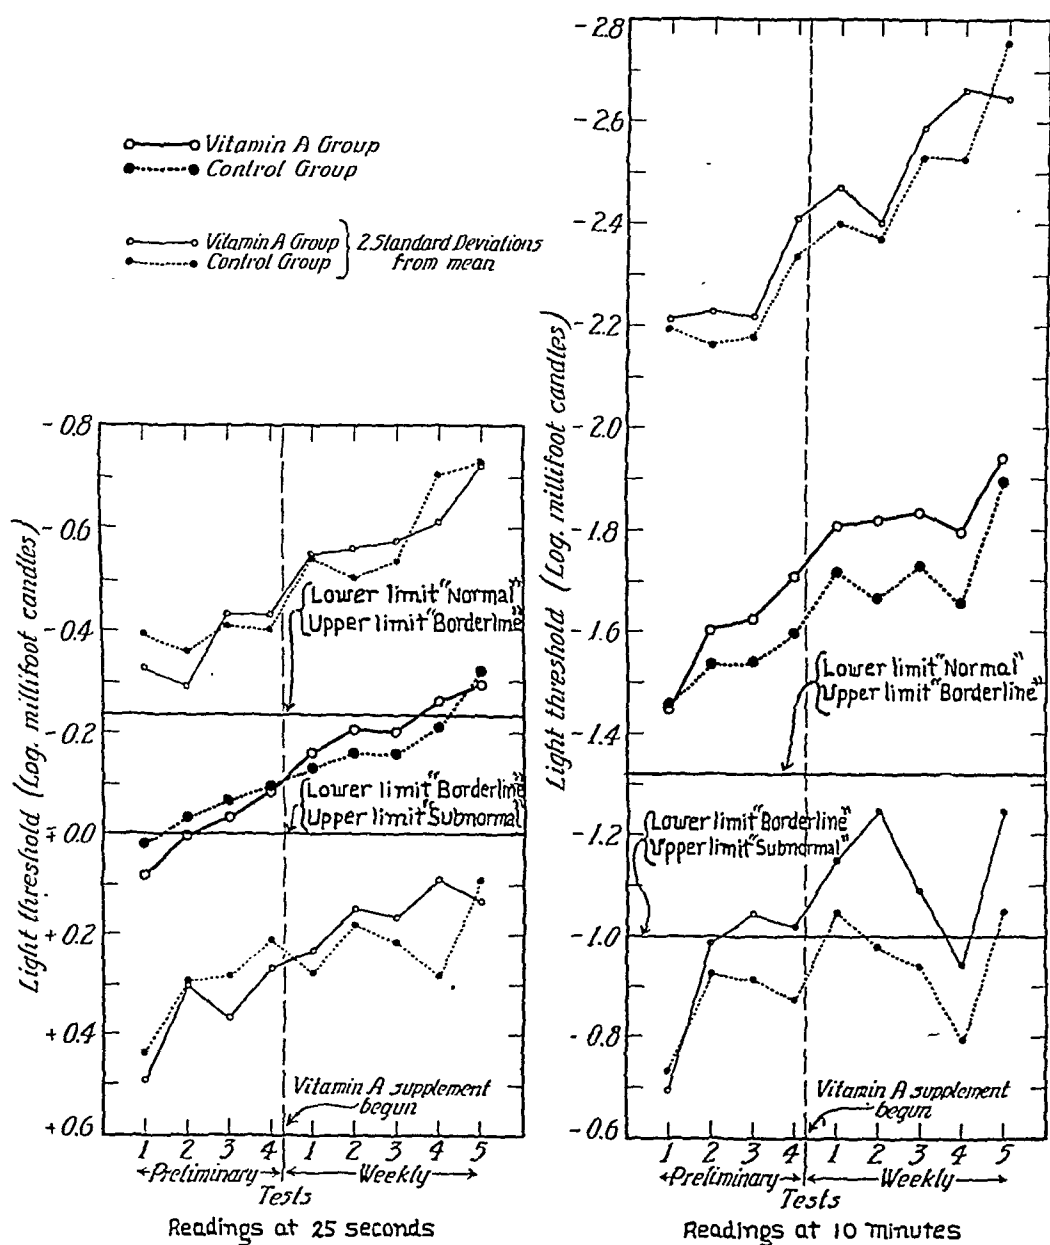 Vitamin A Group
Control Group
Vitamin A Group
Control Group
2 Standard Deviations
from mean
Light threshold (Log. millifoot candles)
- 0.8
- 0.6
- 0.4
- 0.2
∓ 0.0
+ 0.2
+ 0.4
+ 0.6
Lower limit "Normal"
Upper limit "Borderline"
Lower limit "Borderline"
Upper limit "Subnormal"
Vitamin A supplement
begun
1 2 3 4 1 2 3 4 5
Preliminary Weekly
Tests
Readings at 25 seconds
Light threshold (Log. millifoot candles)
- 2.8
- 2.6
- 2.4
- 2.2
- 2.0
- 1.8
- 1.6
- 1.4
- 1.2
- 1.0
- 0.8
- 0.6
Lower limit "Normal"
Upper limit "Borderline"
Lower limit "Borderline"
Upper limit "Subnormal"
Vitamin A supplement
begun
1 2 3 4 1 2 3 4 5
Preliminary Weekly
Tests
Readings at 10 minutes